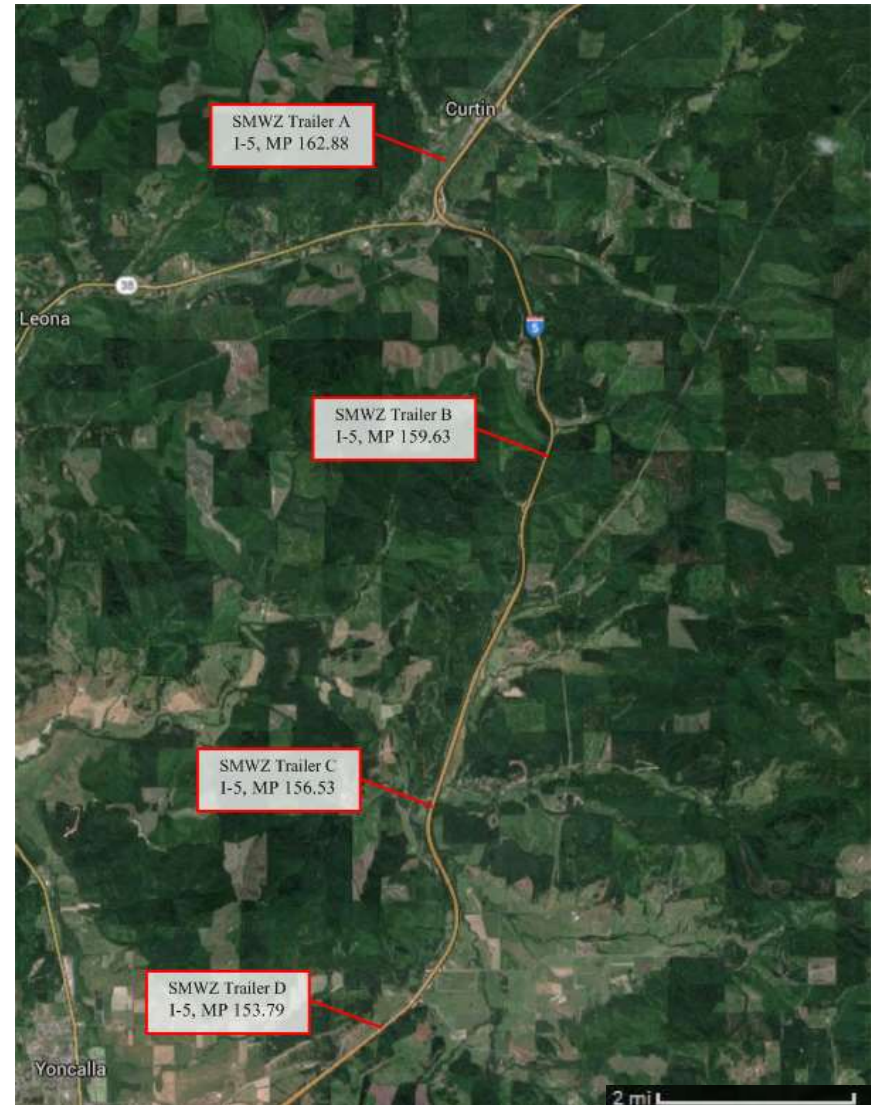 Curtin
SMWZ Trailer A
I-5, MP 162.88
38
Leona
5
SMWZ Trailer B
I-5, MP 159.63
SMWZ Trailer C
I-5, MP 156.53
SMWZ Trailer D
I-5, MP 153.79
Yoncalla
2 mi